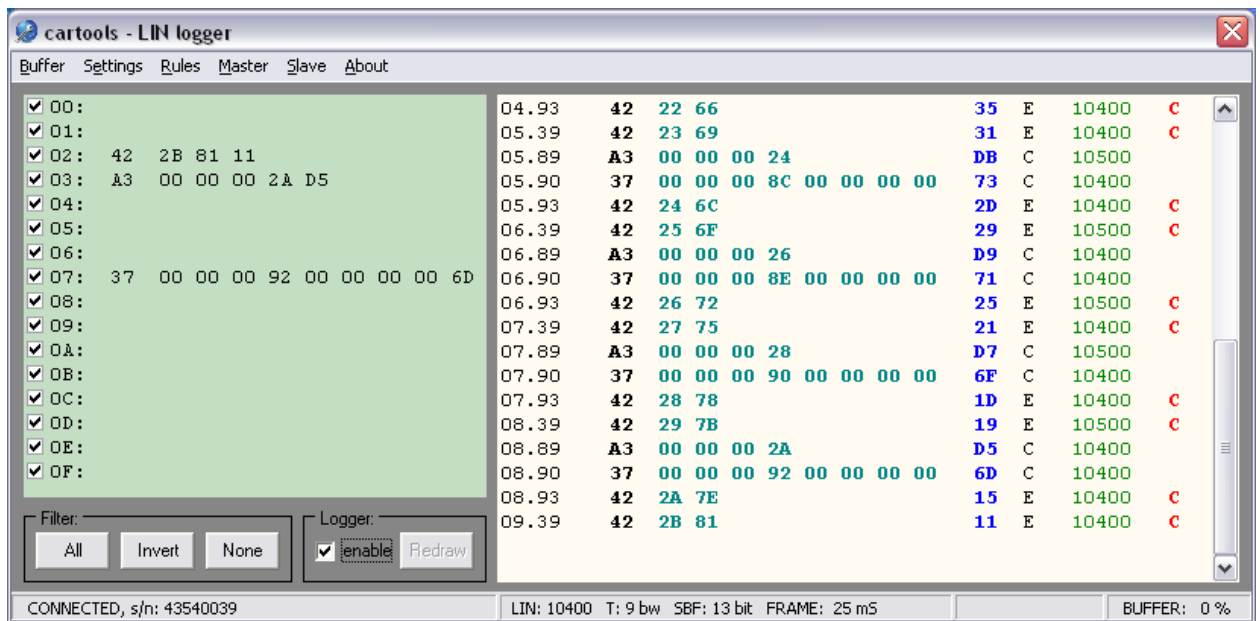 cartools - LIN logger
Buffer Settings Rules Master Slave About
00:
01:
02: 42 2B 81 11
03: A3 00 00 00 2A D5
04:
05:
06:
07: 37 00 00 00 92 00 00 00 00 6D
08:
09:
0A:
0B:
0C:
0D:
0E:
0F:
Filter:
All Invert None
Logger:
enable Redraw
04.93 42 22 66 35 E 10400 C
05.39 42 23 69 31 E 10400 C
05.89 A3 00 00 00 24 DB C 10500
05.90 37 00 00 00 8C 00 00 00 00 73 C 10400
05.93 42 24 6C 2D E 10400 C
06.39 42 25 6F 29 E 10500 C
06.89 A3 00 00 00 26 D9 C 10400
06.90 37 00 00 00 8E 00 00 00 00 71 C 10400
06.93 42 26 72 25 E 10500 C
07.39 42 27 75 21 E 10400 C
07.89 A3 00 00 00 28 D7 C 10500
07.90 37 00 00 00 90 00 00 00 00 6F C 10400
07.93 42 28 78 1D E 10400 C
08.39 42 29 7B 19 E 10500 C
08.89 A3 00 00 00 2A D5 C 10400
08.90 37 00 00 00 92 00 00 00 00 6D C 10400
08.93 42 2A 7E 15 E 10400 C
09.39 42 2B 81 11 E 10400 C
CONNECTED, s/n: 43540039
LIN: 10400 T: 9 bw SBF: 13 bit FRAME: 25 mS
BUFFER: 0 %